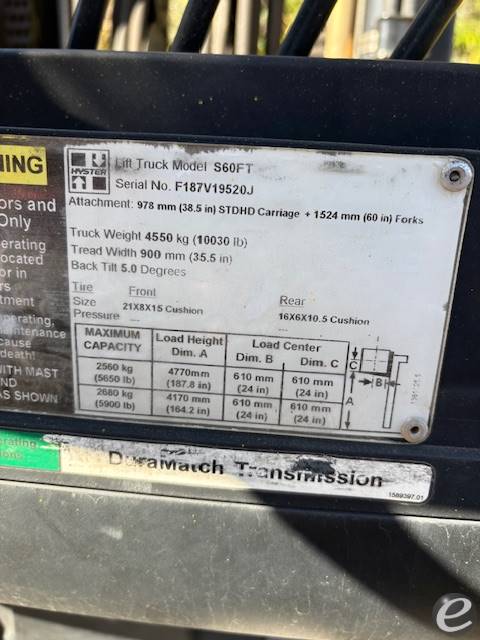 NING
ors and
Only
erating
ocated
or in
rs
tment
operating,
maintenance
cause
death!
WITH MAST
ND
AS SHOWN
HYSTER
Lift Truck Model S60FT
Serial No. F187V19520J
Attachment: 978 mm (38.5 in) STDHD Carriage + 1524 mm (60 in) Forks
Truck Weight 4550 kg (10030 lb)
Tread Width 900 mm (35.5 in)
Back Tilt 5.0 Degrees
Tire Front Rear
Size 21X8X15 Cushion 16X6X10.5 Cushion
Pressure ---
MAXIMUM CAPACITY Load Height Dim. A Load Center Dim. B Dim. C
2560 kg (5650 lb) 4770mm (187.8 in) 610 mm (24 in) 610 mm (24 in)
2680 kg (5900 lb) 4170 mm (164.2 in) 610 mm (24 in) 610 mm (24 in)
C
B
A
erating
ions
DuraMatch Transmission
1589397.01
e